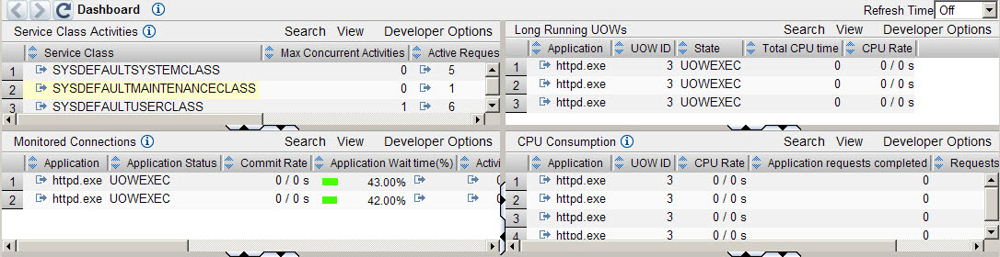 Dashboard Refresh Time Off
Service Class Activities Search View Developer Options
Service Class Max Concurrent Activities Active Reques
1 SYSDEFAULTSYSTEMCLASS 0 5
2 SYSDEFAULTMAINTENANCECLASS 0 1
3 SYSDEFAULTUSERCLASS 1 6
Long Running UOWs Search View Developer Options
Application UOW ID State Total CPU time CPU Rate
1 httpd.exe 3 UOWEXEC 0 0 / 0 s
2 httpd.exe 3 UOWEXEC 0 0 / 0 s
3 httpd.exe 3 UOWEXEC 0 0 / 0 s
Monitored Connections Search View Developer Options
Application Application Status Commit Rate Application Wait time(%) Activi
1 httpd.exe UOWEXEC 0 / 0 s 43.00%
2 httpd.exe UOWEXEC 0 / 0 s 42.00%
CPU Consumption Search View Developer Options
Application UOW ID CPU Rate Application requests completed Requests
1 httpd.exe 3 0 / 0 s 0
2 httpd.exe 3 0 / 0 s 0
3 httpd.exe 3 0 / 0 s 0
4 httpd.exe 3 0 / 0 s 0